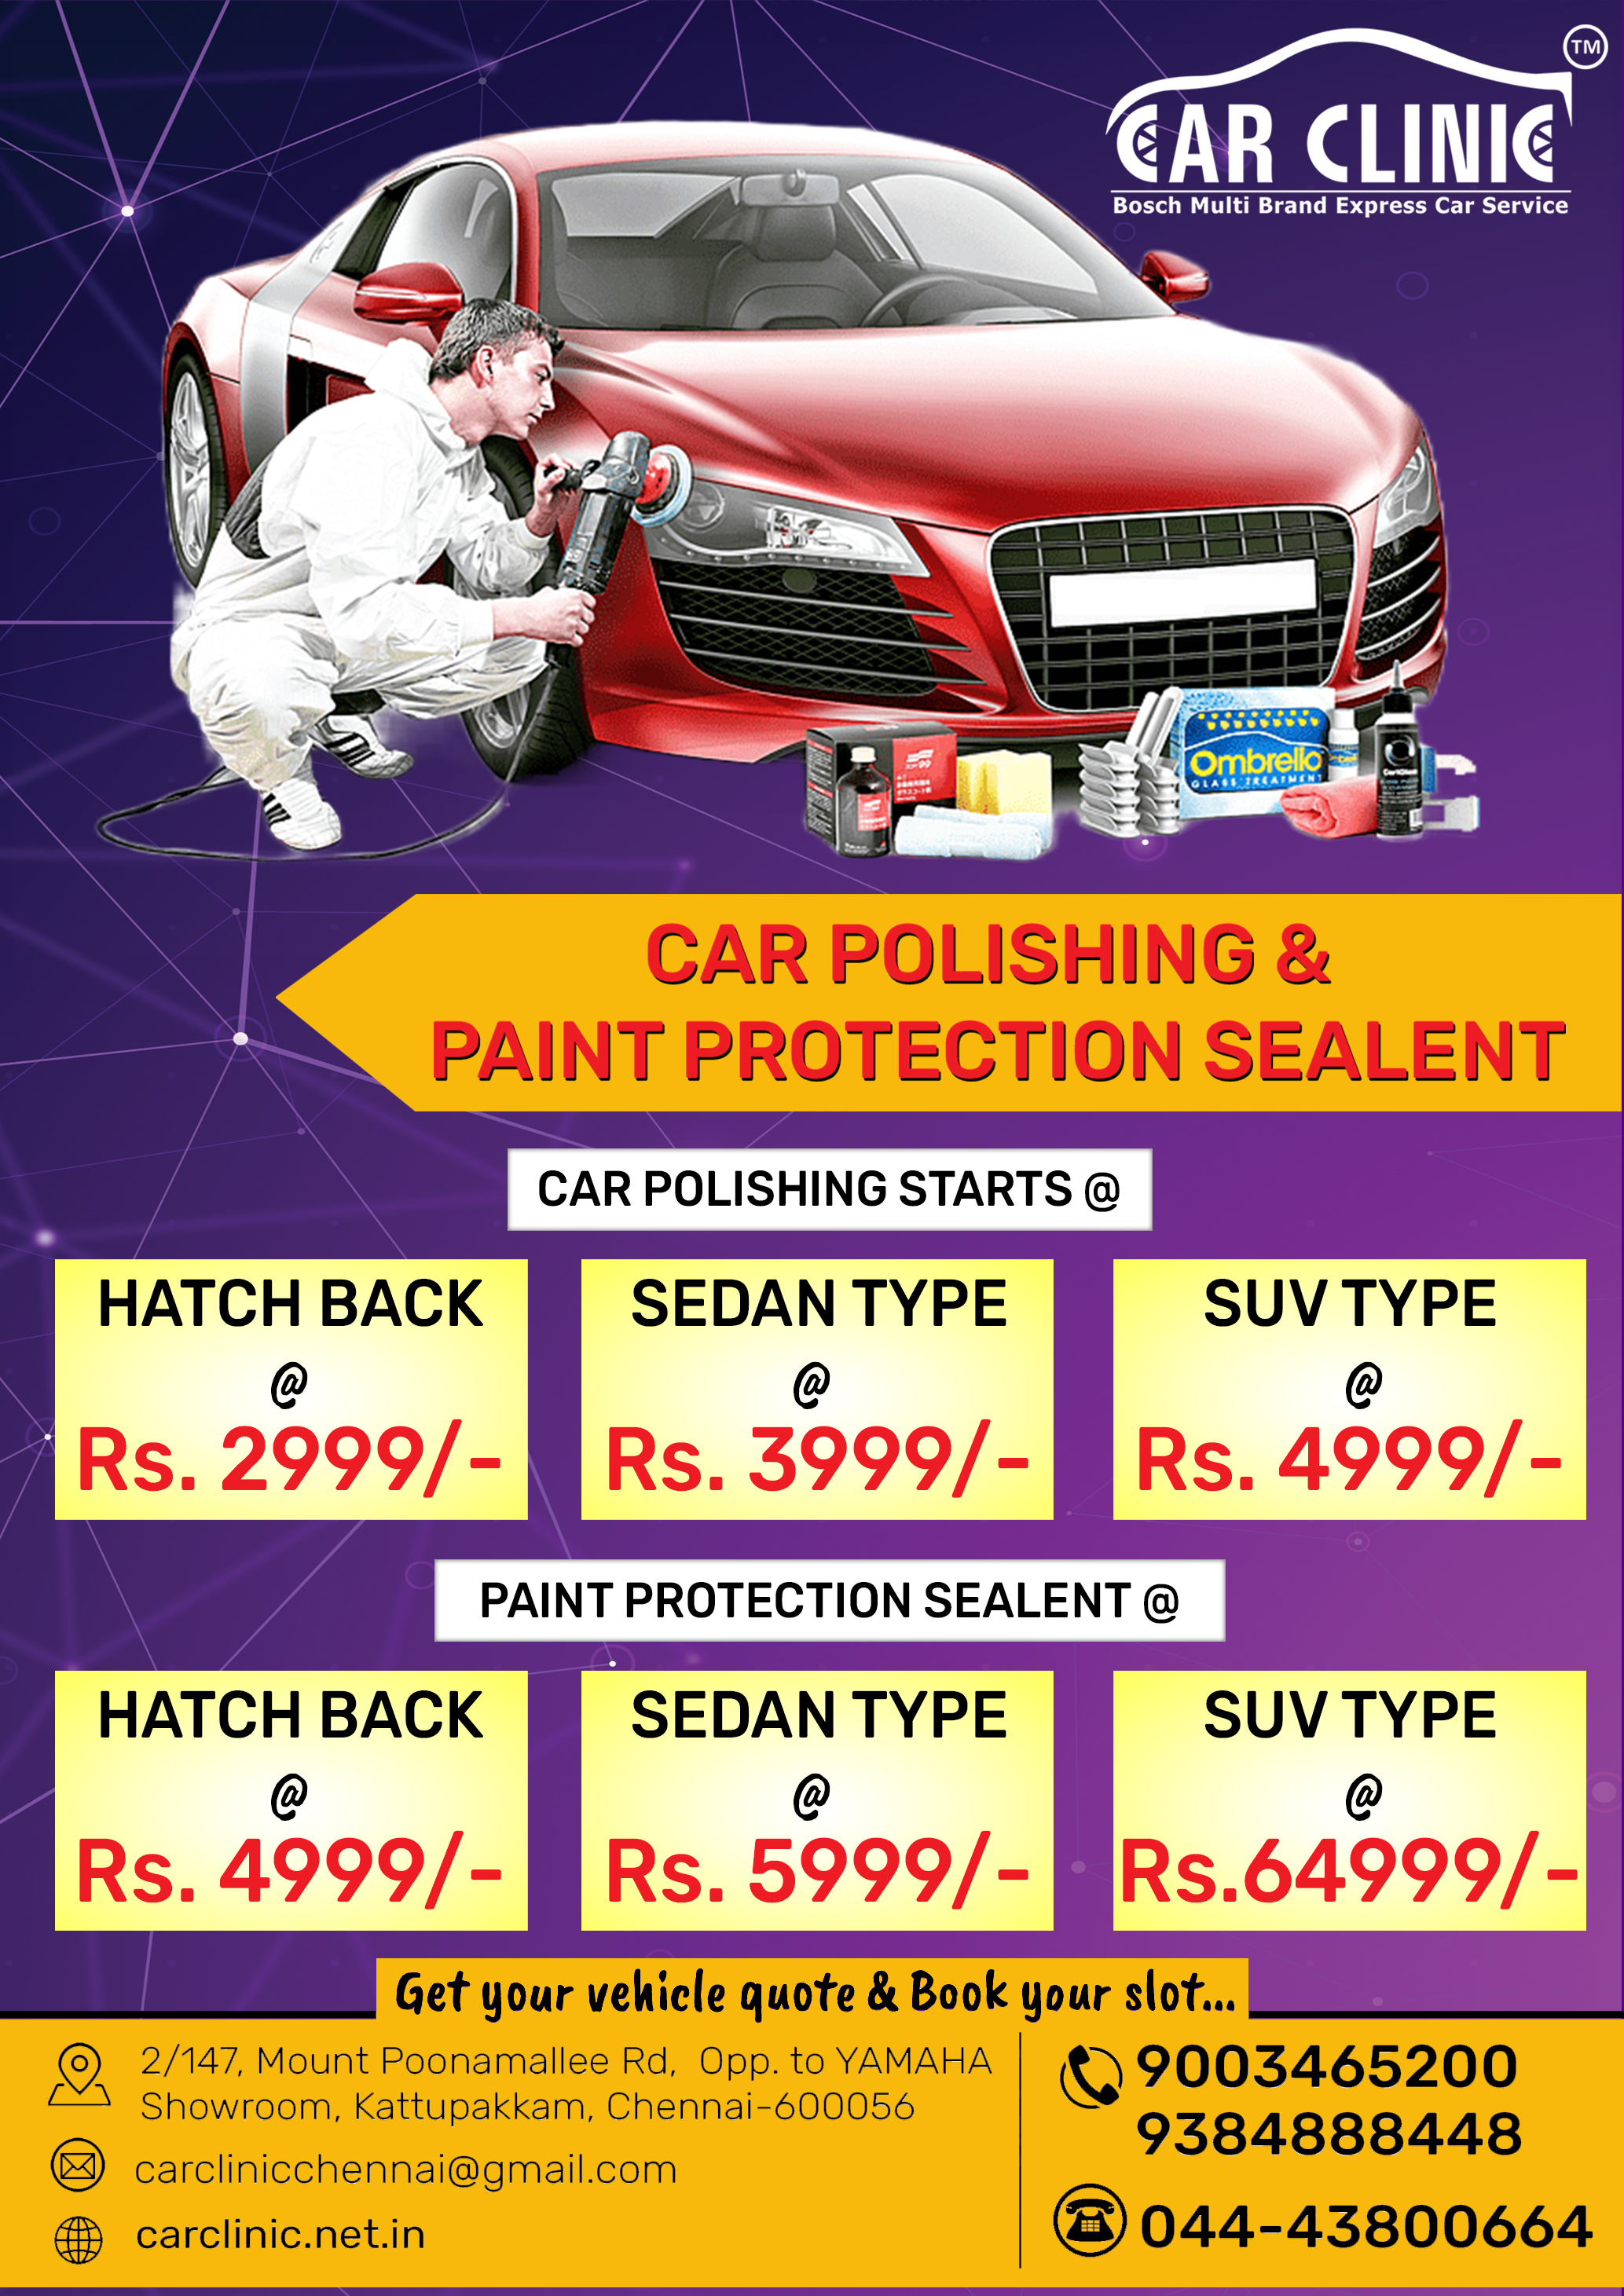 TM
CAR CLINIC
Bosch Multi Brand Express Car Service
99
Ombrello
GLASS TREATMENT
CAR POLISHING &
PAINT PROTECTION SEALENT
CAR POLISHING STARTS @
HATCH BACK
@
Rs. 2999/-
SEDAN TYPE
@
Rs. 3999/-
SUV TYPE
@
Rs. 4999/-
PAINT PROTECTION SEALENT @
HATCH BACK
@
Rs. 4999/-
SEDAN TYPE
@
Rs. 5999/-
SUV TYPE
@
Rs.64999/-
Get your vehicle quote & Book your slot...
2/147, Mount Poonamallee Rd, Opp. to YAMAHA
Showroom, Kattupakkam, Chennai-600056
carclinicchennai@gmail.com
carclinic.net.in
9003465200
9384888448
044-43800664